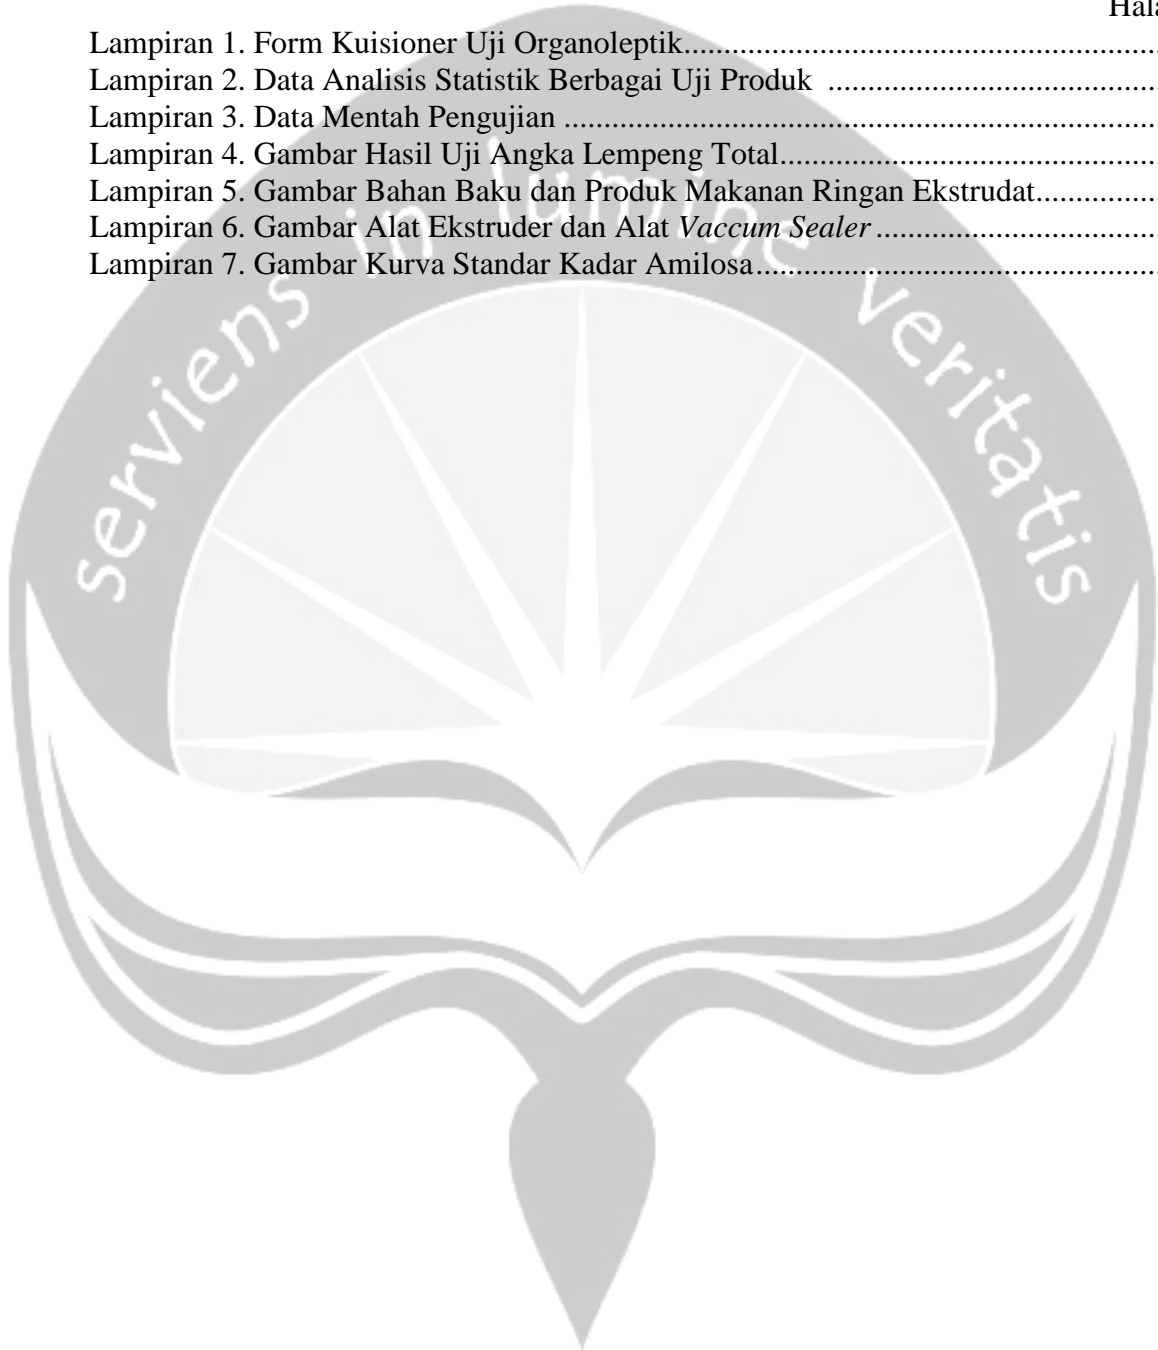 Lampiran 1. Form Kuisioner Uji Organoleptik................................................................
Lampiran 2. Data Analisis Statistik Berbagai Uji Produk ..........................................
Lampiran 3. Data Mentah Pengujian ...........................................................................
Lampiran 4. Gambar Hasil Uji Angka Lempeng Total................................................
Lampiran 5. Gambar Bahan Baku dan Produk Makanan Ringan Ekstrudat...............
Lampiran 6. Gambar Alat Ekstruder dan Alat Vaccum Sealer ...................................
Lampiran 7. Gambar Kurva Standar Kadar Amilosa...................................................
serviens in lumine veritatis